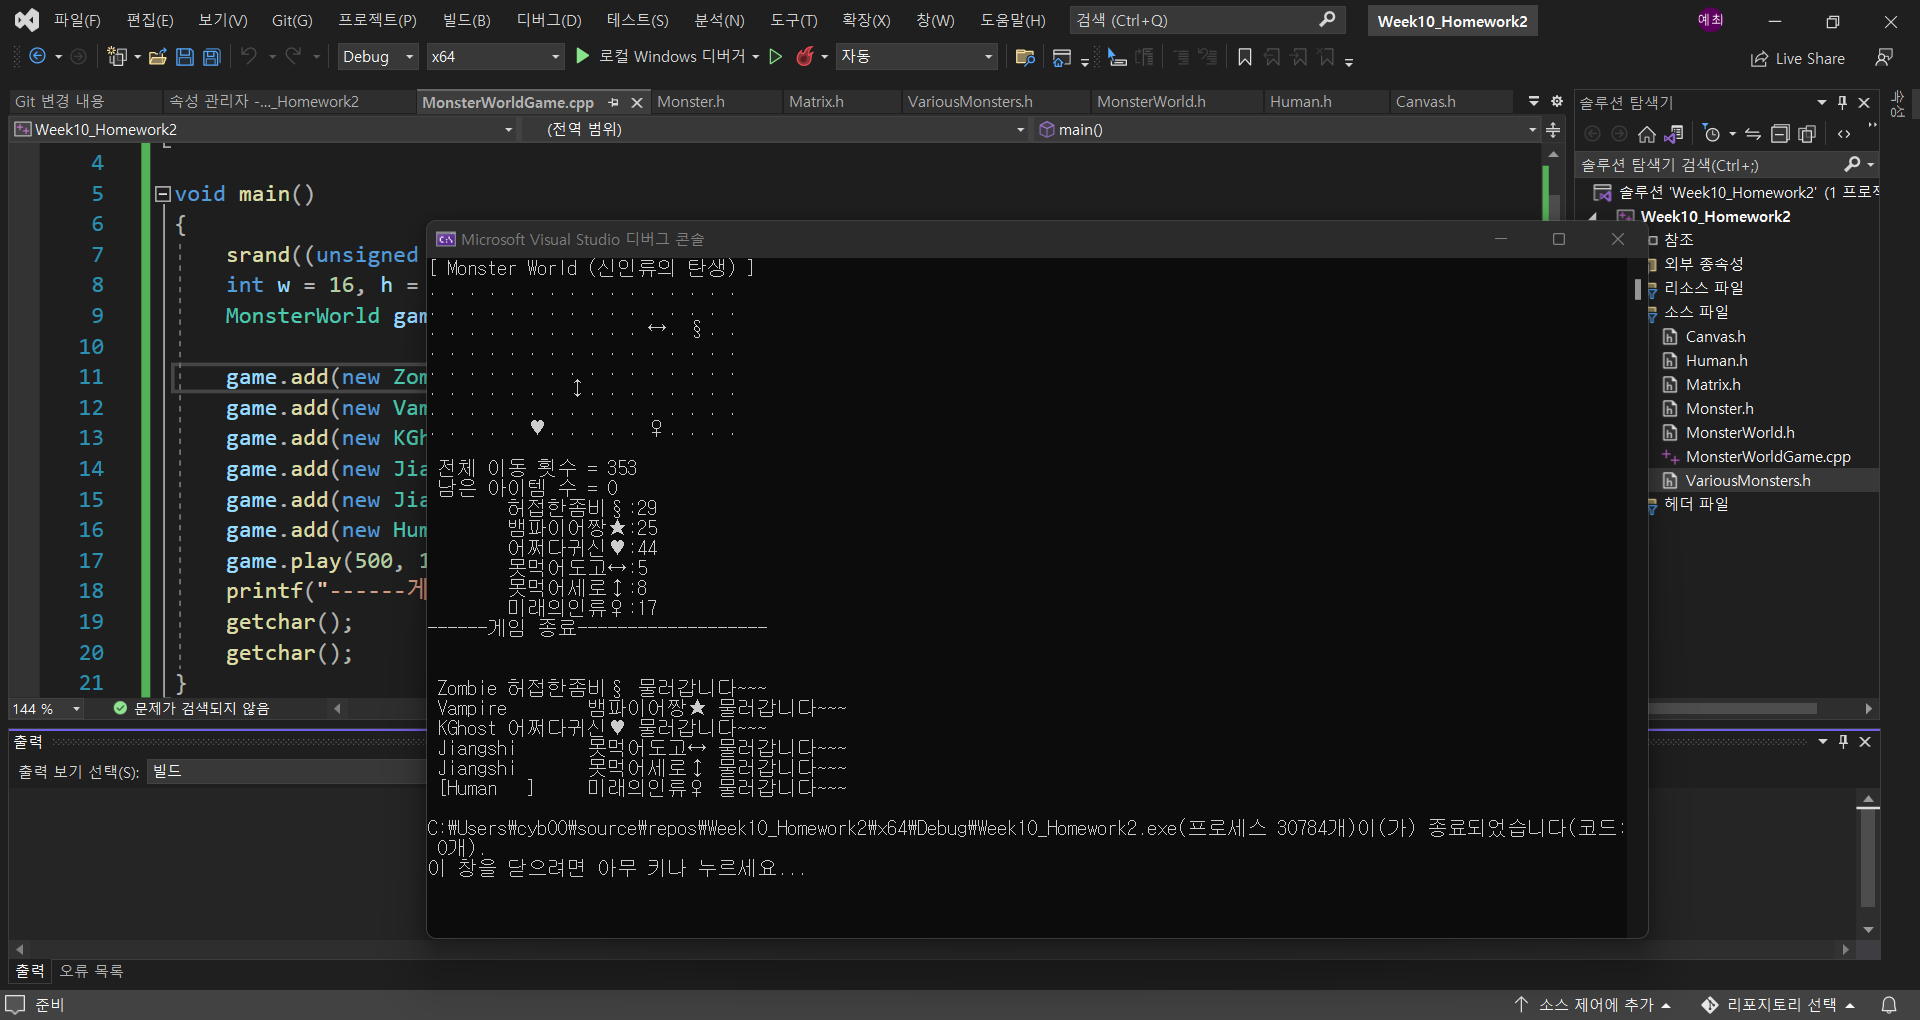 파일(F) 편집(E) 보기(V) Git(G) 프로젝트(P) 빌드(B) 디버그(D) 테스트(S) 분석(N) 도구(T) 확장(X) 창(W) 도움말(H) 검색 (Ctrl+Q) Week10_Homework2 예최
Debug x64 로컬 Windows 디버거 자동 Live Share
Git 변경 내용 속성 관리자 -..._Homework2 MonsterWorldGame.cpp Monster.h Matrix.h VariousMonsters.h MonsterWorld.h Human.h Canvas.h
Week10_Homework2 (전역 범위) main()
4
5 void main()
6 {
7 srand((unsigned
8 int w = 16, h =
9 MonsterWorld gam
10
11 game.add(new Zom
12 game.add(new Vam
13 game.add(new KGh
14 game.add(new Jia
15 game.add(new Jia
16 game.add(new Hum
17 game.play(500, 1
18 printf("------게
19 getchar();
20 getchar();
21 }
144 % 문제가 검색되지 않음
출력
출력 보기 선택(S): 빌드
출력 오류 목록
준비 소스 제어에 추가 리포지토리 선택
Microsoft Visual Studio 디버그 콘솔
[ Monster World (신인류의 탄생) ]
. . . . . . . . . . . . . . . .
. . . . . . . . . . . . . . . .
. . . . . . . . . . . ↔ . § . .
. . . . . . . . . . . . . . . .
. . . . . . . . . . . . . . . .
. . . . . . . ↕ . . . . . . . .
. . . . . . . . . . . . . . . .
. . . . . ♥ . . . . . ♀ . . . .
전체 이동 횟수 = 353
남은 아이템 수 = 0
허접한좀비§:29
뱀파이어짱★:25
어쩌다귀신♥:44
못먹어도고↔:5
못먹어세로↕:8
미래의인류♀:17
------게임 종료-------------------
Zombie 허접한좀비§ 물러갑니다~~~
Vampire 뱀파이어짱★ 물러갑니다~~~
KGhost 어쩌다귀신♥ 물러갑니다~~~
Jiangshi 못먹어도고↔ 물러갑니다~~~
Jiangshi 못먹어세로↕ 물러갑니다~~~
[Human ] 미래의인류♀ 물러갑니다~~~
C:₩Users₩cyb00₩source₩repos₩Week10_Homework2₩x64₩Debug₩Week10_Homework2.exe(프로세스 30784개)이(가) 종료되었습니다(코드:
0개).
이 창을 닫으려면 아무 키나 누르세요...
솔루션 탐색기
솔루션 탐색기 검색(Ctrl+;)
솔루션 'Week10_Homework2' (1 프로젝
Week10_Homework2
참조
외부 종속성
리소스 파일
소스 파일
Canvas.h
Human.h
Matrix.h
Monster.h
MonsterWorld.h
MonsterWorldGame.cpp
VariousMonsters.h
헤더 파일
속성